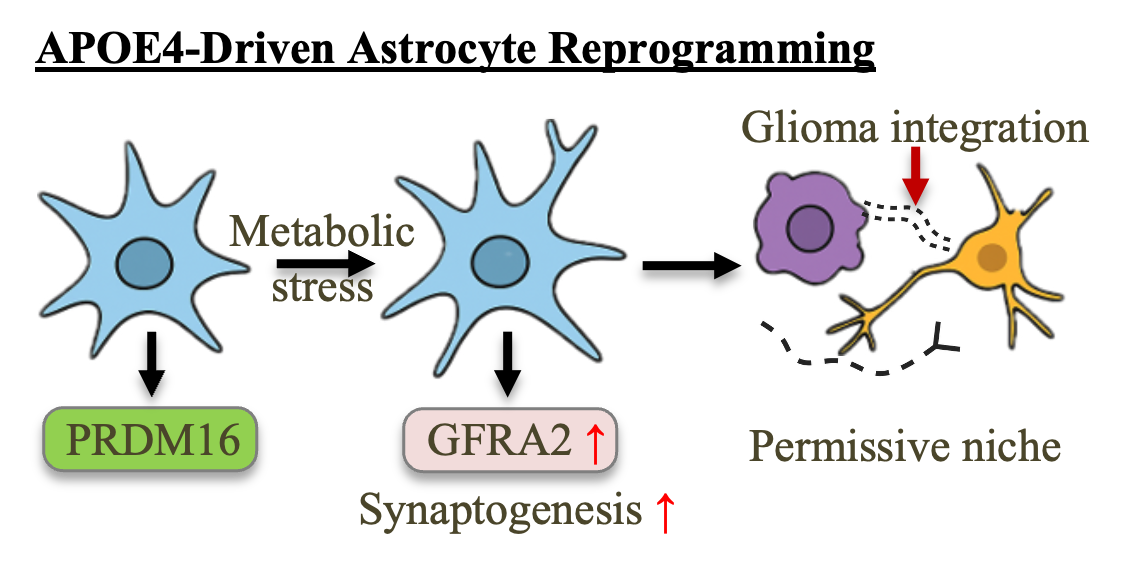 APOE4-Driven Astrocyte Reprogramming
Glioma integration
Metabolic
stress
PRDM16
GFRA2 ↑
Synaptogenesis ↑
Permissive niche